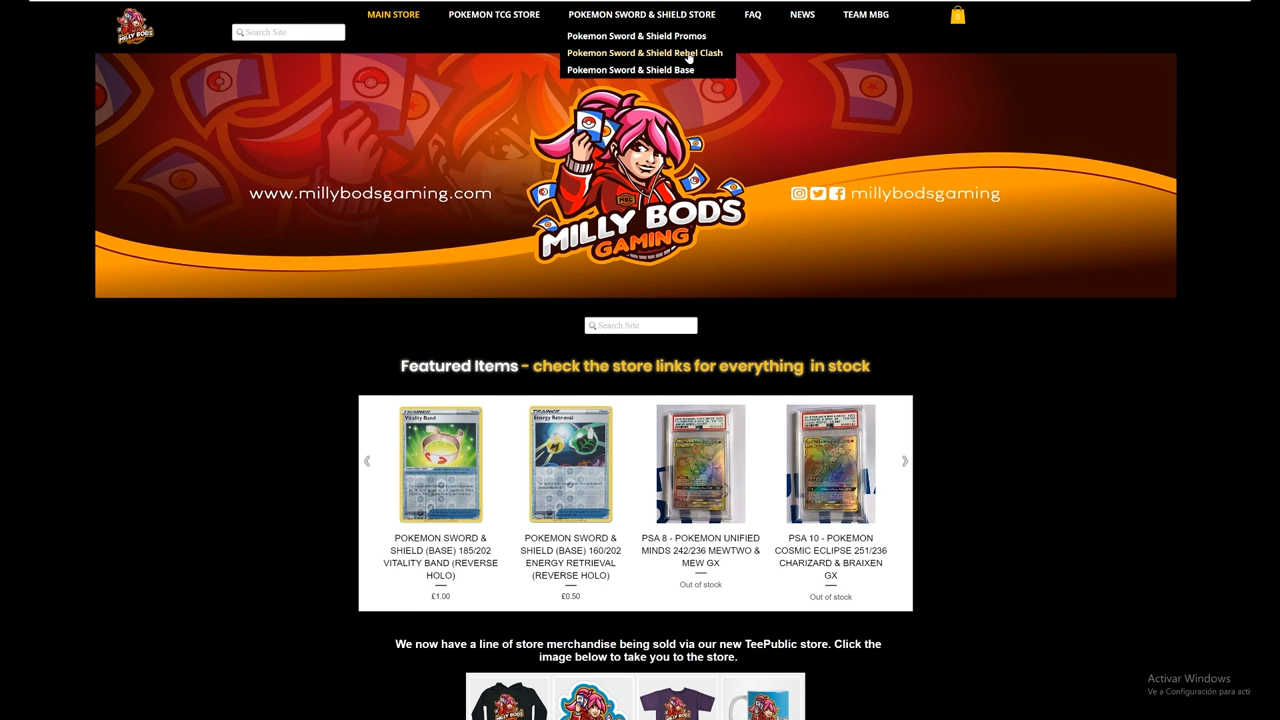 MAIN STORE POKEMON TCG STORE POKEMON SWORD & SHIELD STORE FAQ NEWS TEAM MBG
0
Search Site
Pokemon Sword & Shield Promos
Pokemon Sword & Shield Rebel Clash
Pokemon Sword & Shield Base
www.millybodsgaming.com
MBG
MILLY BOD'S
GAMING
millybodsgaming
Search Site
Featured Items - check the store links for everything in stock
Vitality Band
Energy Retrieval
POKEMON SWORD &
SHIELD (BASE) 185/202
VITALITY BAND (REVERSE
HOLO)
£1.00
POKEMON SWORD &
SHIELD (BASE) 160/202
ENERGY RETRIEVAL
(REVERSE HOLO)
£0.50
PSA 8 - POKEMON UNIFIED
MINDS 242/236 MEWTWO &
MEW GX
Out of stock
PSA 10 - POKEMON
COSMIC ECLIPSE 251/236
CHARIZARD & BRAIXEN
GX
Out of stock
We now have a line of store merchandise being sold via our new TeePublic store. Click the
image below to take you to the store.
Activar Windows
Ve a Configuración para acti